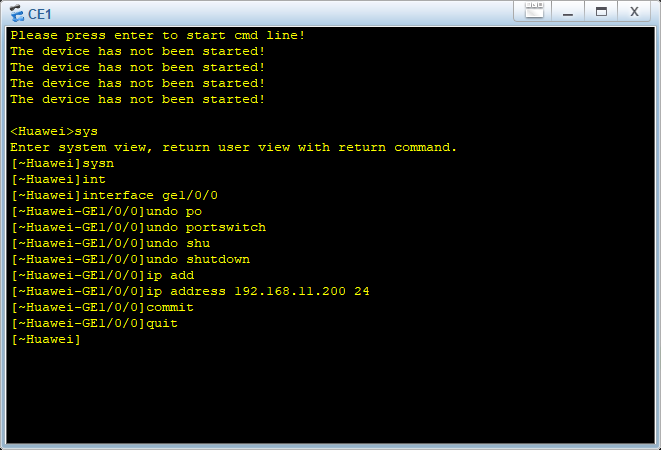 CE1
Please press enter to start cmd line!
The device has not been started!
The device has not been started!
The device has not been started!
The device has not been started!
<Huawei>sys
Enter system view, return user view with return command.
[~Huawei]sysn
[~Huawei]int
[~Huawei]interface ge1/0/0
[~Huawei-GE1/0/0]undo po
[~Huawei-GE1/0/0]undo portswitch
[~Huawei-GE1/0/0]undo shu
[~Huawei-GE1/0/0]undo shutdown
[~Huawei-GE1/0/0]ip add
[~Huawei-GE1/0/0]ip address 192.168.11.200 24
[~Huawei-GE1/0/0]commit
[~Huawei-GE1/0/0]quit
[~Huawei]